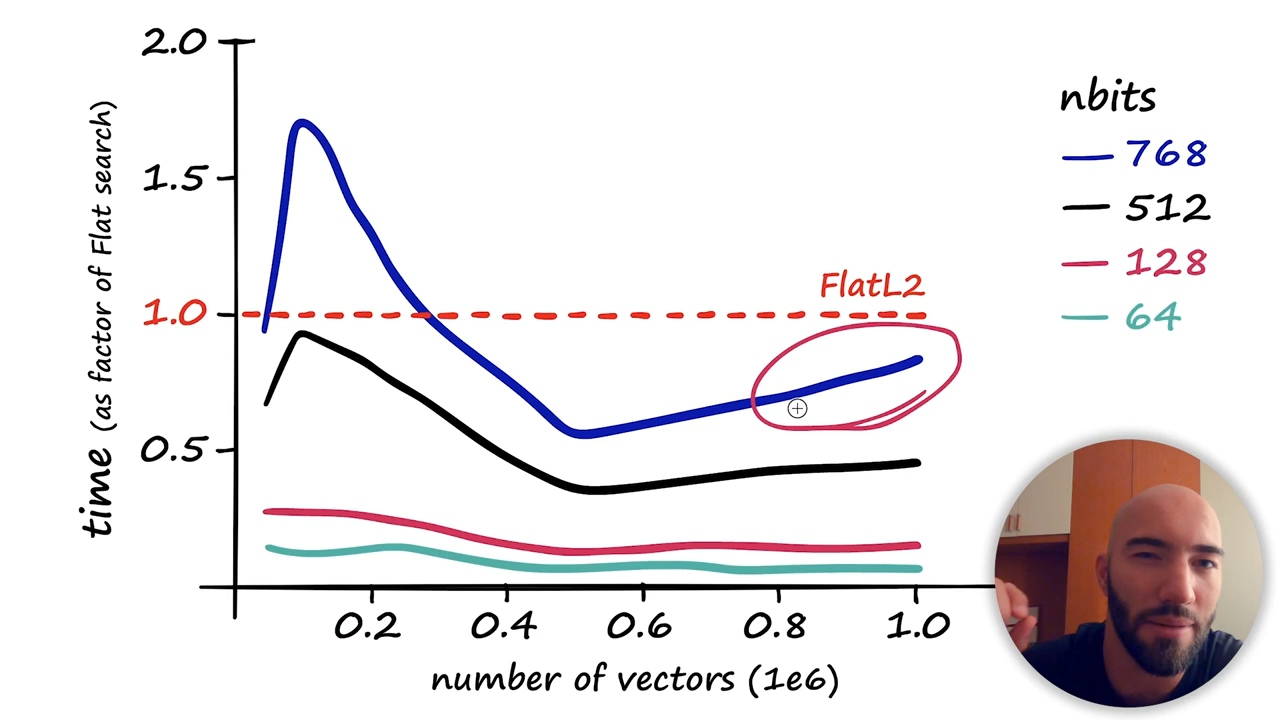 2.0
1.5
1.0
0.5
time (as factor of Flat search)
0.2 0.4 0.6 0.8 1.0
number of vectors (1e6)
FlatL2
nbits
768
512
128
64